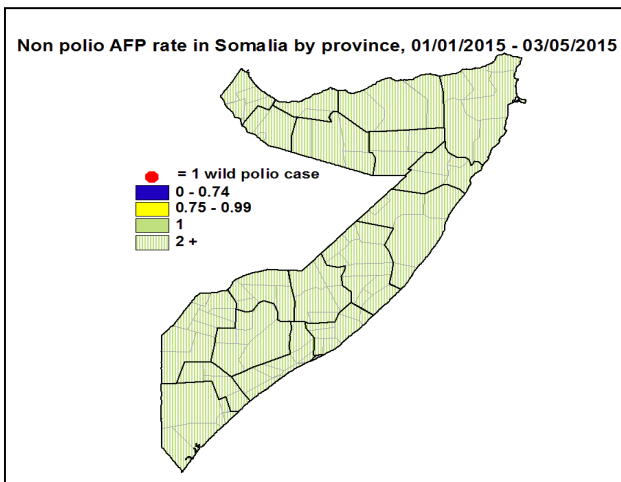 Non polio AFP rate in Somalia by province, 01/01/2015 - 03/05/2015
= 1 wild polio case
0 - 0.74
0.75 - 0.99
1
2 +